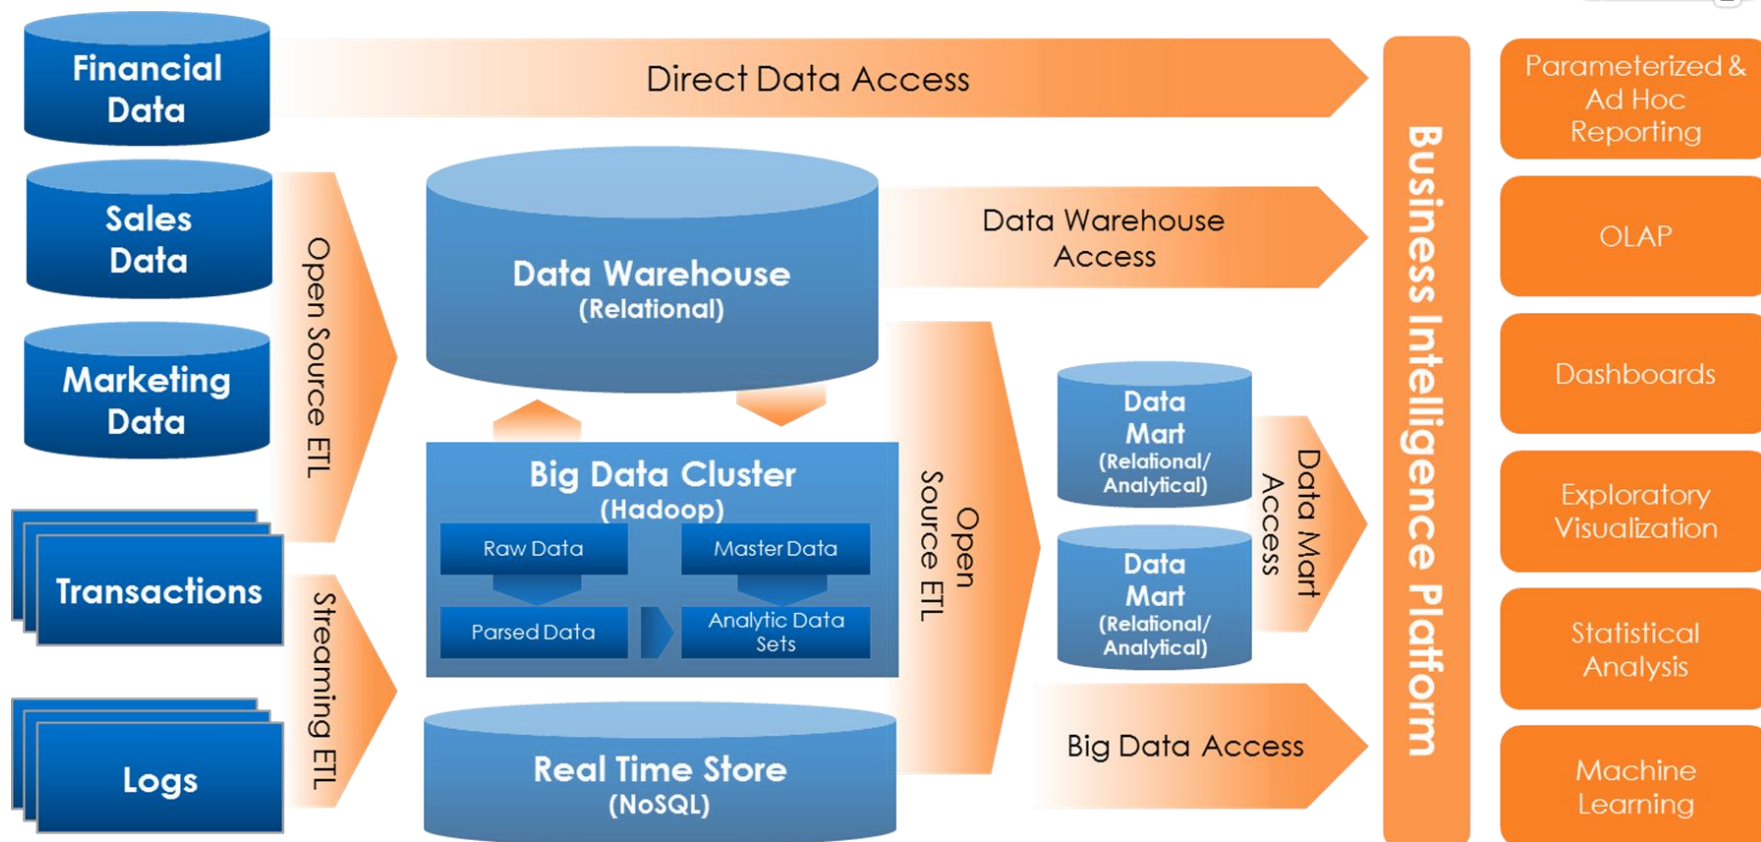 Financial
Data
Direct Data Access
Sales
Data
Marketing
Data
Transactions
Logs
Open Source ETL
Streaming ETL
Data Warehouse
(Relational)
Big Data Cluster
(Hadoop)
Raw Data
Master Data
Parsed Data
Analytic Data
Sets
Real Time Store
(NoSQL)
Data Warehouse
Access
Open
Source ETL
Data
Mart
(Relational/
Analytical)
Data
Mart
(Relational/
Analytical)
Data Mart
Access
Big Data Access
Business Intelligence Platform
Parameterized &
Ad Hoc
Reporting
OLAP
Dashboards
Exploratory
Visualization
Statistical
Analysis
Machine
Learning